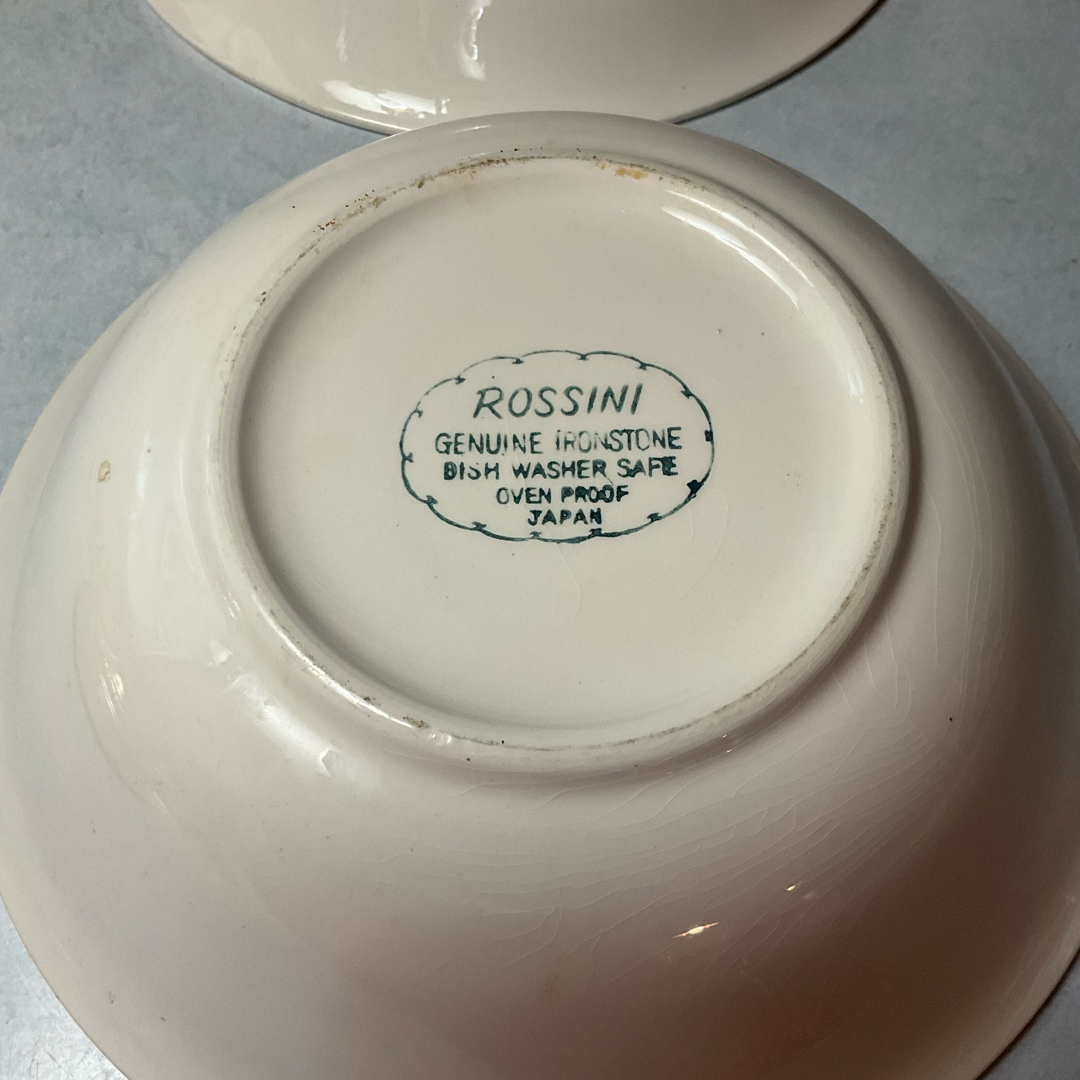 ROSSINI
GENUINE IRONSTONE
DISH WASHER SAFE
OVEN PROOF
JAPAN